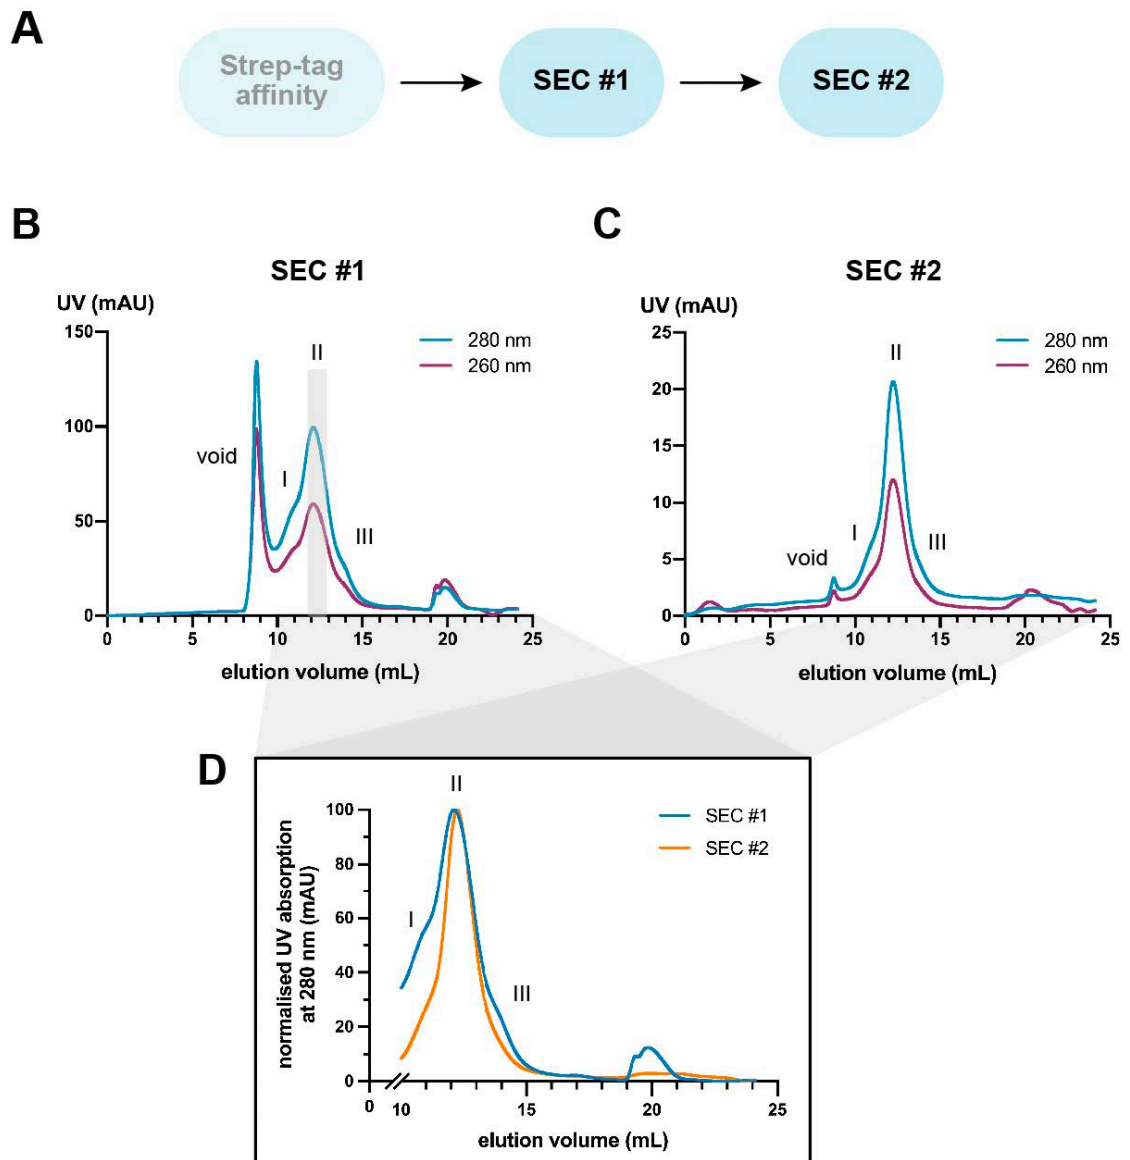 A
Strep-tag
affinity
SEC #1
SEC #2
B
SEC #1
UV (mAU)
280 nm
260 nm
150
100
50
0
void
I
II
III
0 5 10 15 20 25
elution volume (mL)
C
SEC #2
UV (mAU)
280 nm
260 nm
25
20
15
10
5
0
void
I
II
III
0 5 10 15 20 25
elution volume (mL)
D
II
SEC #1
SEC #2
I
III
normalised UV absorption
at 280 nm (mAU)
100
80
60
40
20
0
0 10 15 20 25
elution volume (mL)